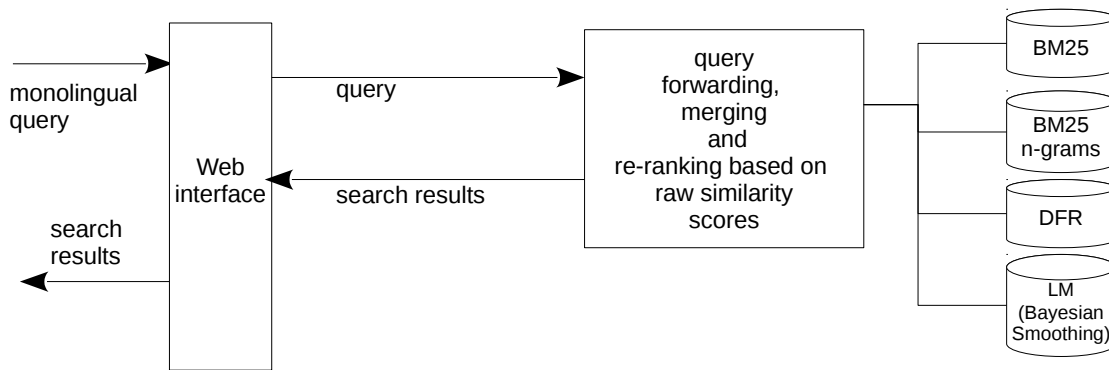 monolingual
query
search
results
Web
interface
query
search results
query
forwarding,
merging
and
re-ranking based on
raw similarity
scores
BM25
BM25
n-grams
DFR
LM
(Bayesian
Smoothing)